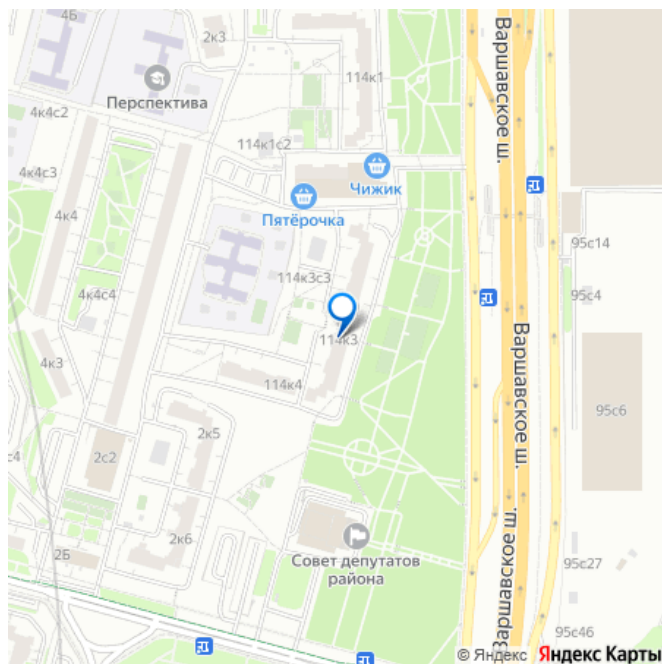 4Б
2к3
Варшавское ш.
114к1
Перспектива
4к4с2
114к1с2
Чижик
4к4с3
Пятёрочка
4к4
95с14
114к3с3
4к4с4
95с4
114к3
Варшавское ш.
4к3
114к4
95с6
2к5
с4
2с2
Варшавское ш.
2к6
2Б
Совет депутатов
района
95с27
95с46
© Яндекс Яндекс Карты